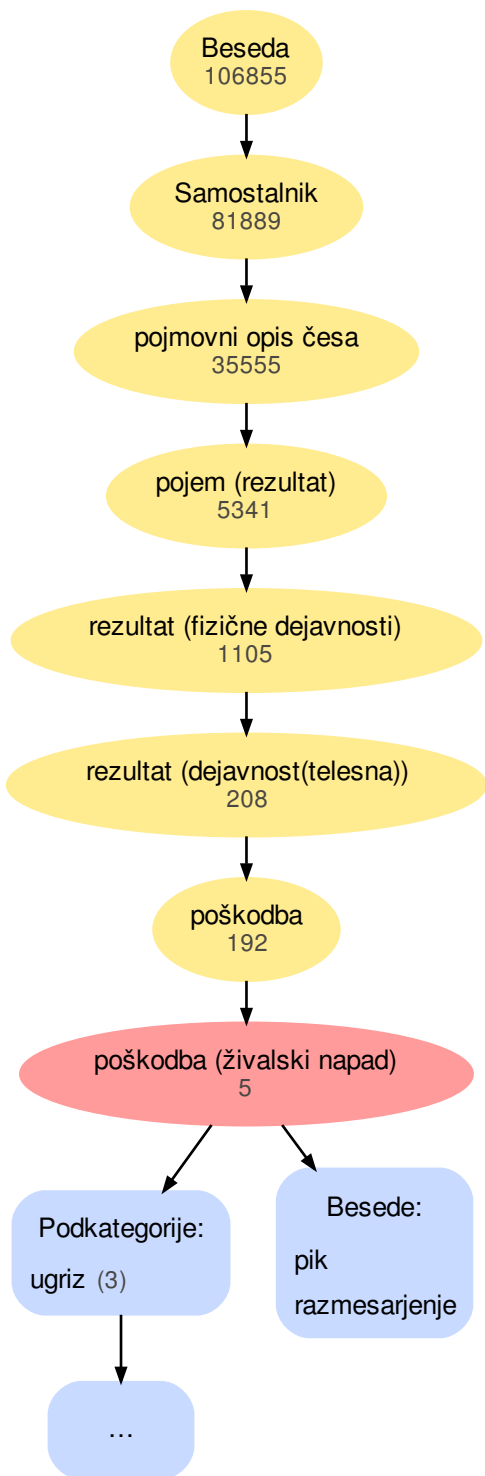 Beseda
106855
Samostalnik
81889
pojmovni opis česa
35555
pojem (rezultat)
5341
rezultat (fizične dejavnosti)
1105
rezultat (dejavnost(telesna))
208
poškodba
192
poškodba (živalski napad)
5
Podkategorije:
ugriz (3)
Besede:
pik
razmesarjenje
...